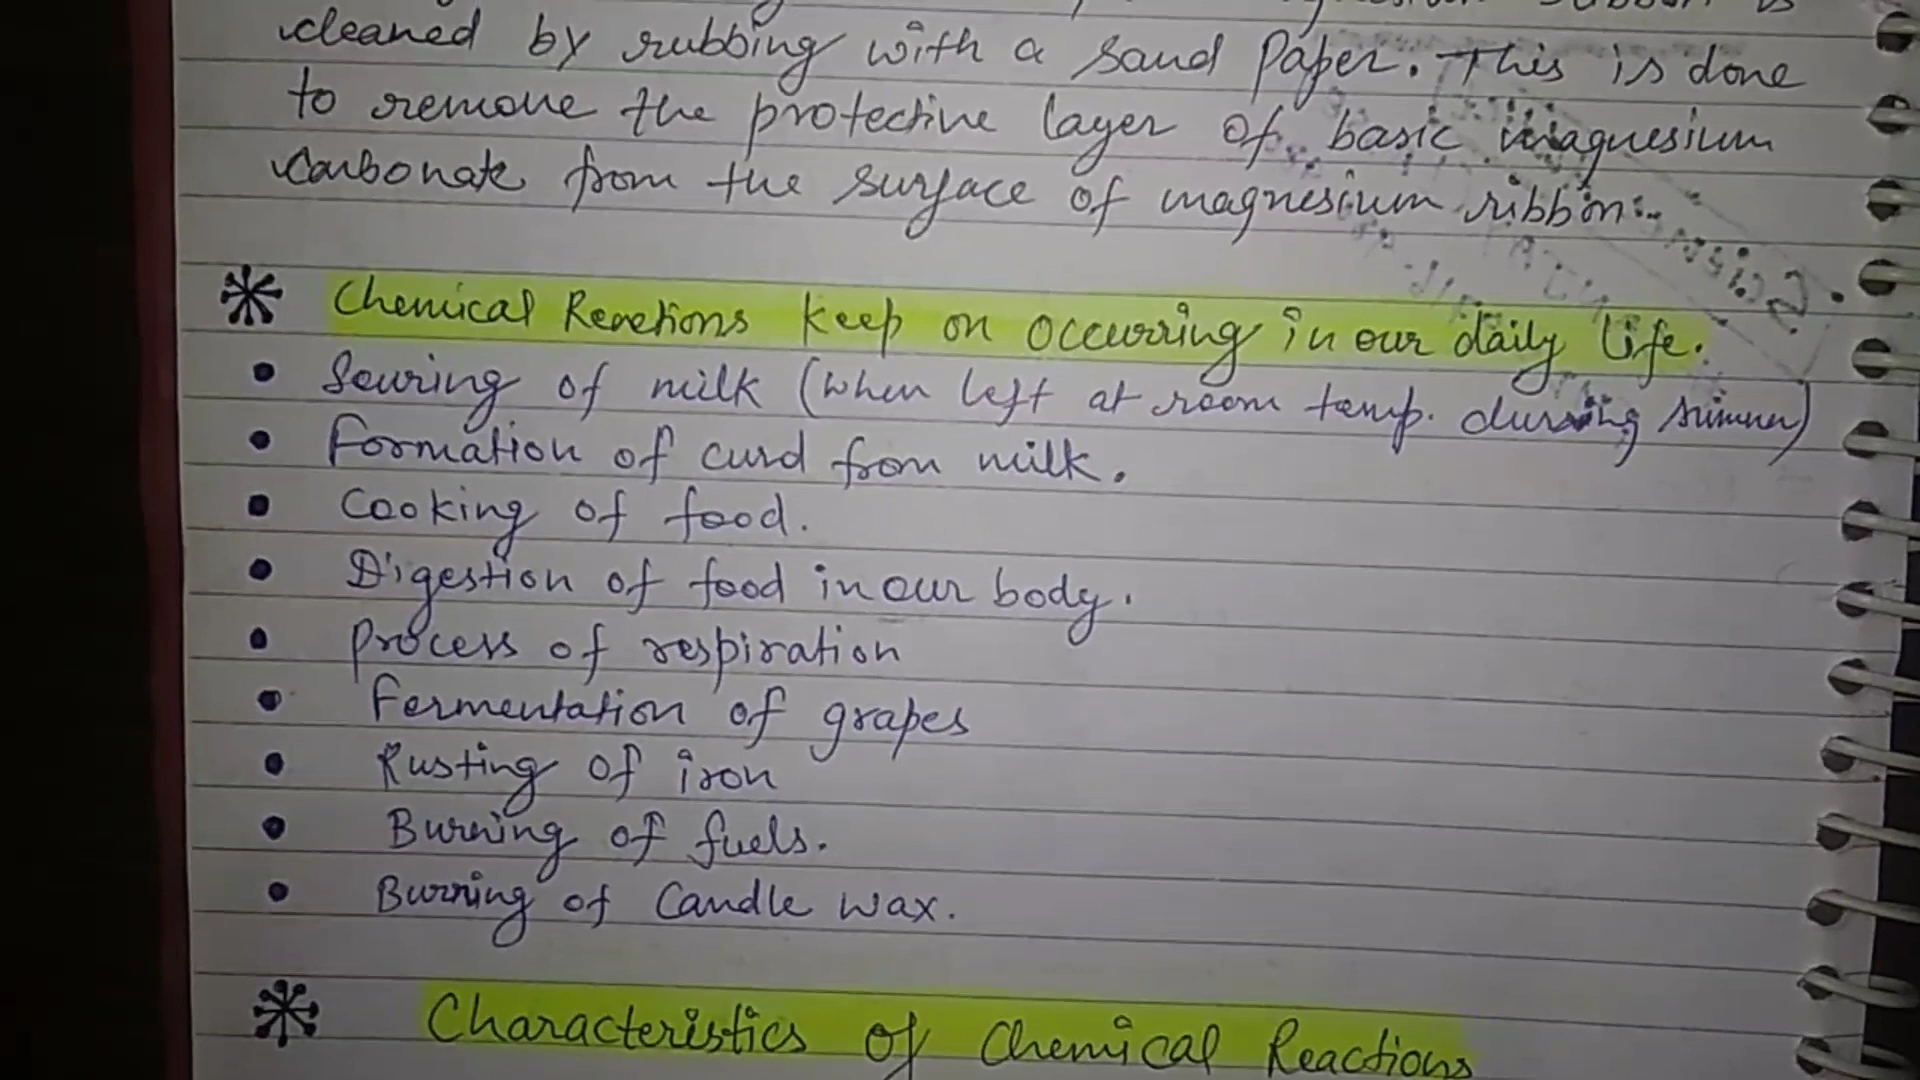 cleaned by rubbing with a Sand Paper. This is done
to remove the protective layer of basic magnesium
Carbonate from the surface of magnesium ribbon.
Chemical Reactions keep on occurring in our daily life.
• Souring of milk (when left at room temp. during summer)
• Formation of curd from milk.
• Cooking of food.
• Digestion of food in our body.
• Process of respiration
• Fermentation of grapes
• Rusting of iron
• Burning of fuels.
• Burning of Candle wax.
Characteristics of Chemical Reactions